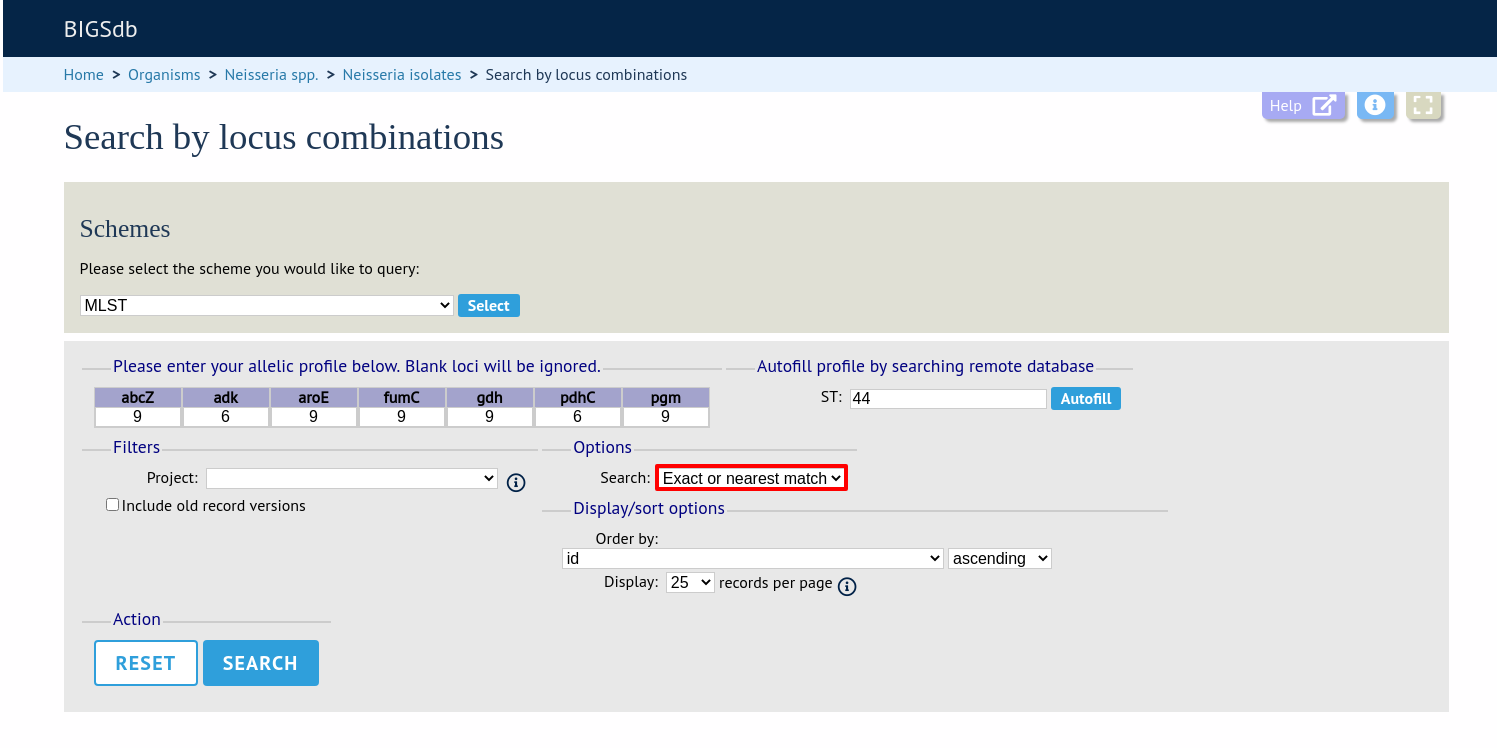 BIGSdb
Home > Organisms > Neisseria spp. > Neisseria isolates > Search by locus combinations
Help
Search by locus combinations
Schemes
Please select the scheme you would like to query:
MLST Select
Please enter your allelic profile below. Blank loci will be ignored.
abcZ adk aroE fumC gdh pdhC pgm
9 6 9 9 9 6 9
Autofill profile by searching remote database
ST: 44 Autofill
Filters
Project:
Include old record versions
Options
Search: Exact or nearest match
Display/sort options
Order by:
id ascending
Display: 25 records per page
Action
RESET SEARCH